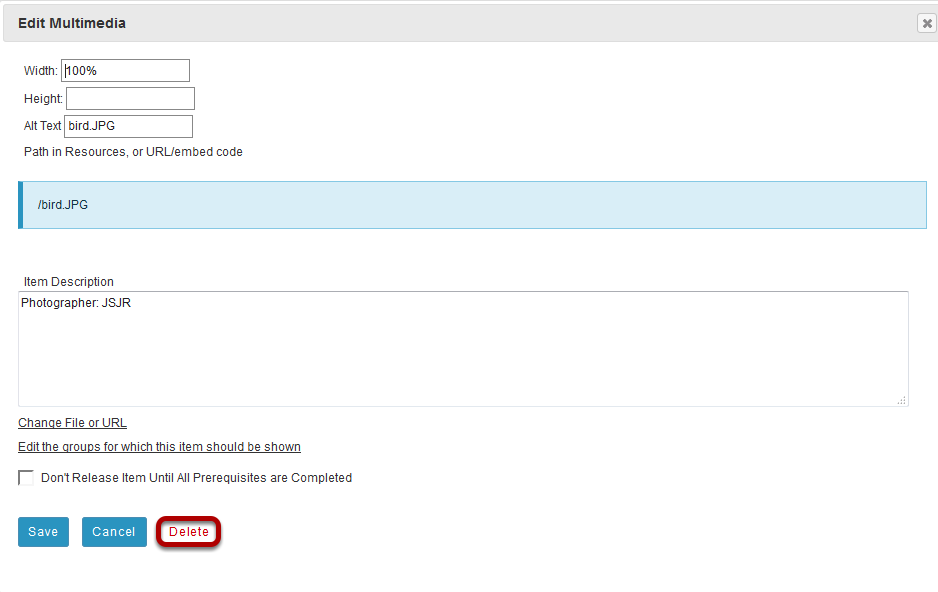 Edit Multimedia
Width: 100%
Height:
Alt Text bird.JPG
Path in Resources, or URL/embed code
/bird.JPG
Item Description
Photographer: JSJR
Change File or URL
Edit the groups for which this item should be shown
Don't Release Item Until All Prerequisites are Completed
Save Cancel Delete